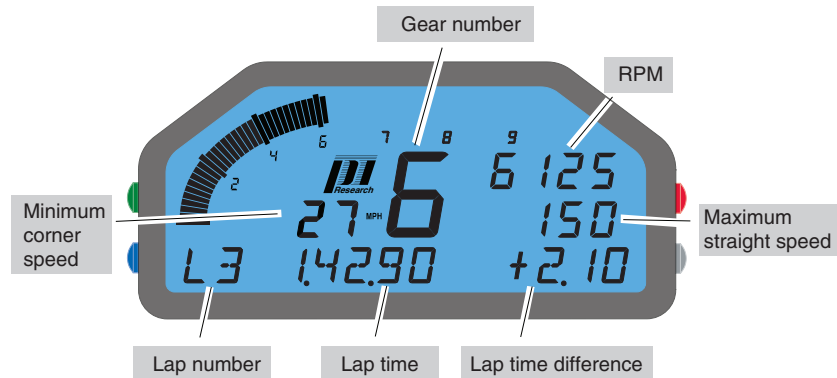 Gear number
RPM
2 4 6 7 8 9
PI
Research
6
6125
Minimum
corner
speed
27 MPH
150
Maximum
straight speed
L3
1.42.90
+2.10
Lap number
Lap time
Lap time difference